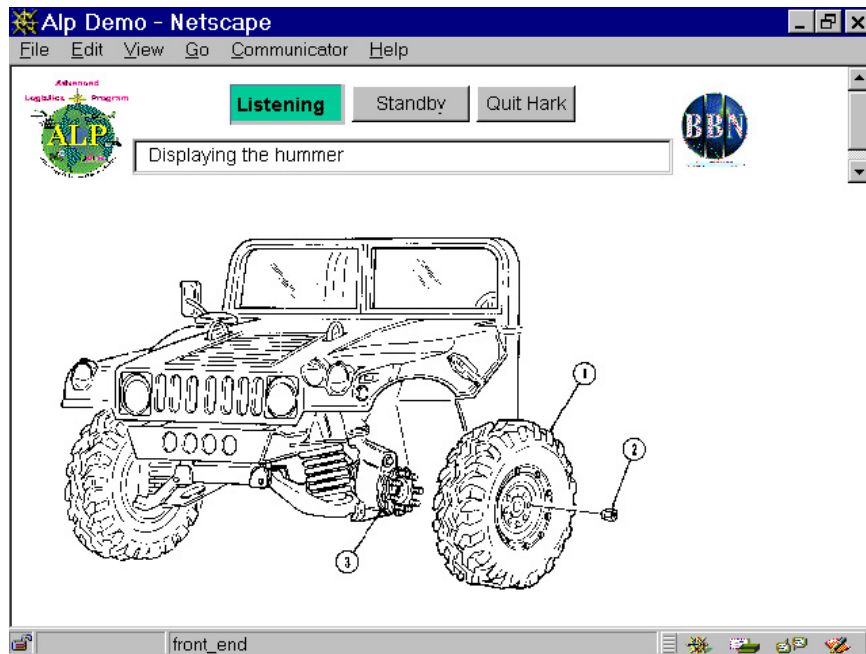 Alp Demo - Netscape
File Edit View Go Communicator Help
Advanced
Logistics Program
ALP
Listening Standby Quit Hark
BBN
Displaying the hummer
1
2
3
front_end